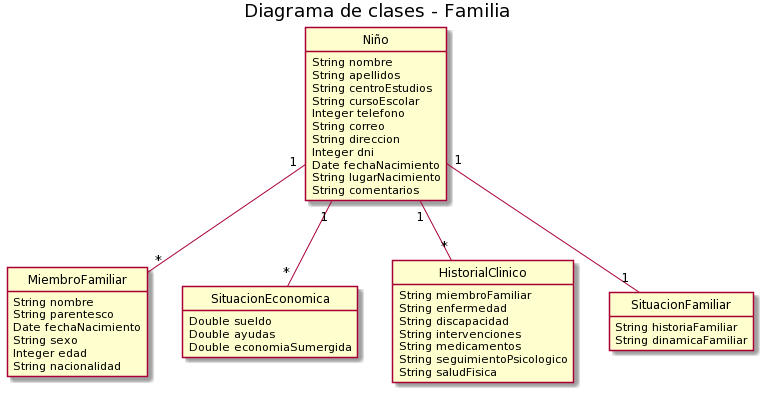 Diagrama de clases - Familia
Niño
String nombre
String apellidos
String centroEstudios
String cursoEscolar
Integer telefono
String correo
String direccion
Integer dni
Date fechaNacimiento
String lugarNacimiento
String comentarios
1
1
1
1
*
*
*
1
MiembroFamiliar
String nombre
String parentesco
Date fechaNacimiento
String sexo
Integer edad
String nacionalidad
SituacionEconomica
Double sueldo
Double ayudas
Double economiaSumergida
HistorialClinico
String miembroFamiliar
String enfermedad
String discapacidad
String intervenciones
String medicamentos
String seguimientoPsicologico
String saludFisica
SituacionFamiliar
String historiaFamiliar
String dinamicaFamiliar